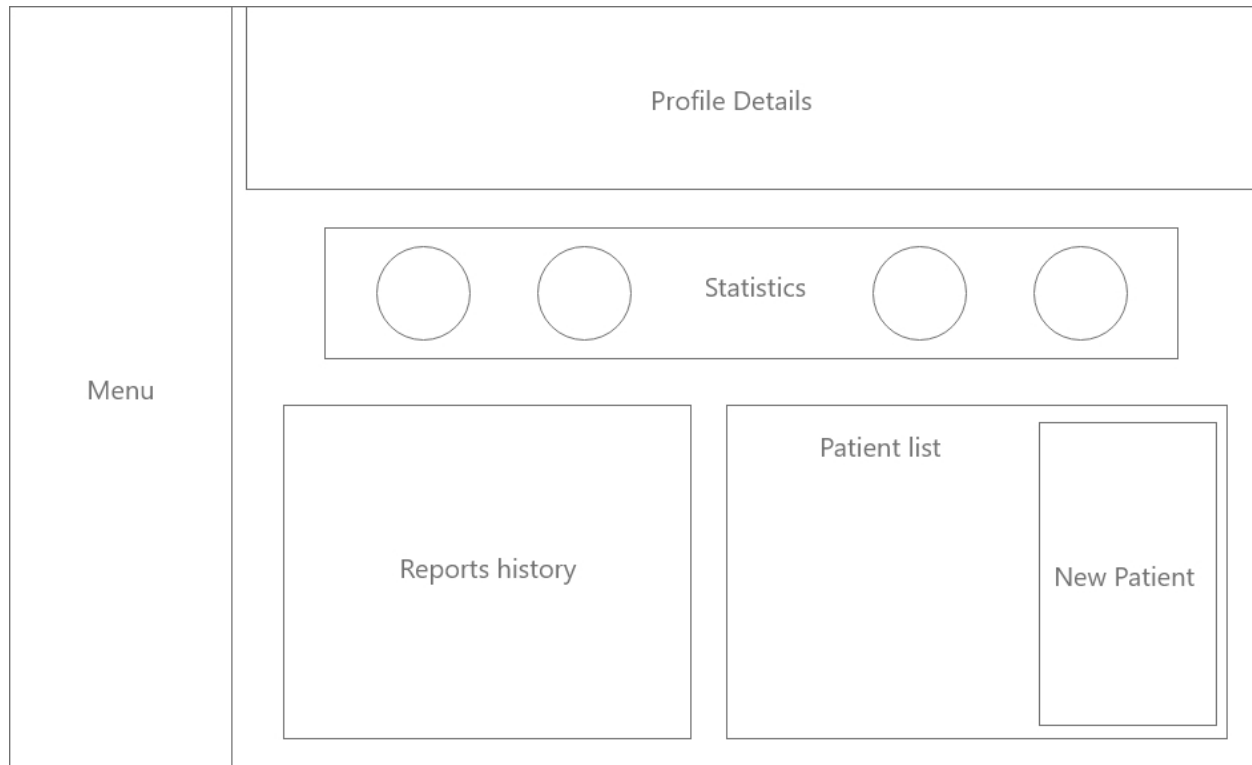 Menu
Profile Details
Statistics
Reports history
Patient list
New Patient